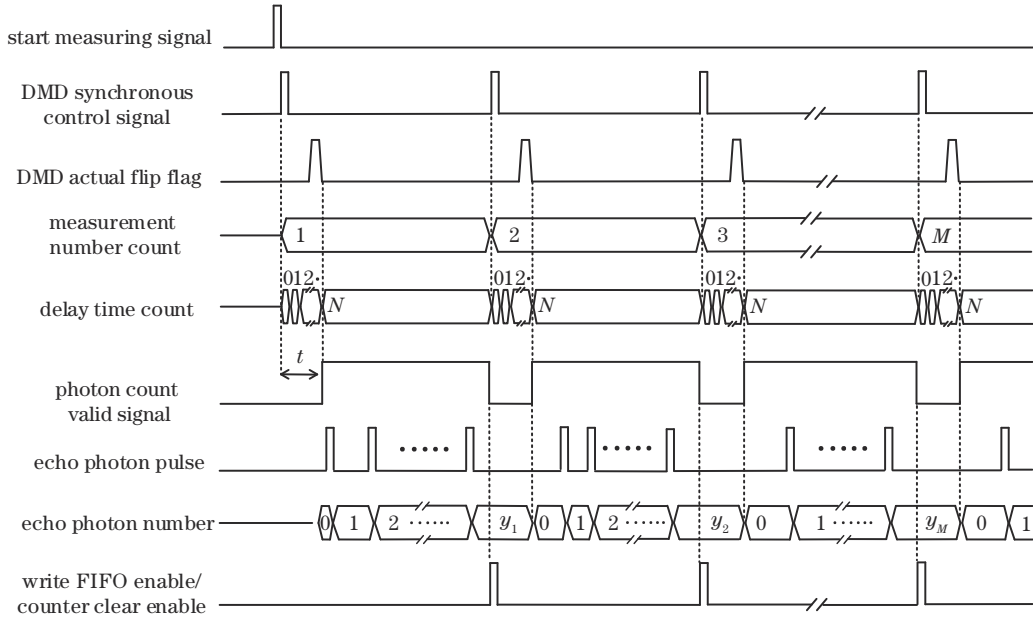 start measuring signal
DMD synchronous
control signal
DMD actual flip flag
measurement
number count
1 2 3 M
012· 012· 012· 012·
delay time count
N N N N
t
photon count
valid signal
echo photon pulse
·····
·····
·····
echo photon number
0 1 2 ······ y1 0 1 2 ······ y2 0 1 ······ yM 0 1
write FIFO enable/
counter clear enable